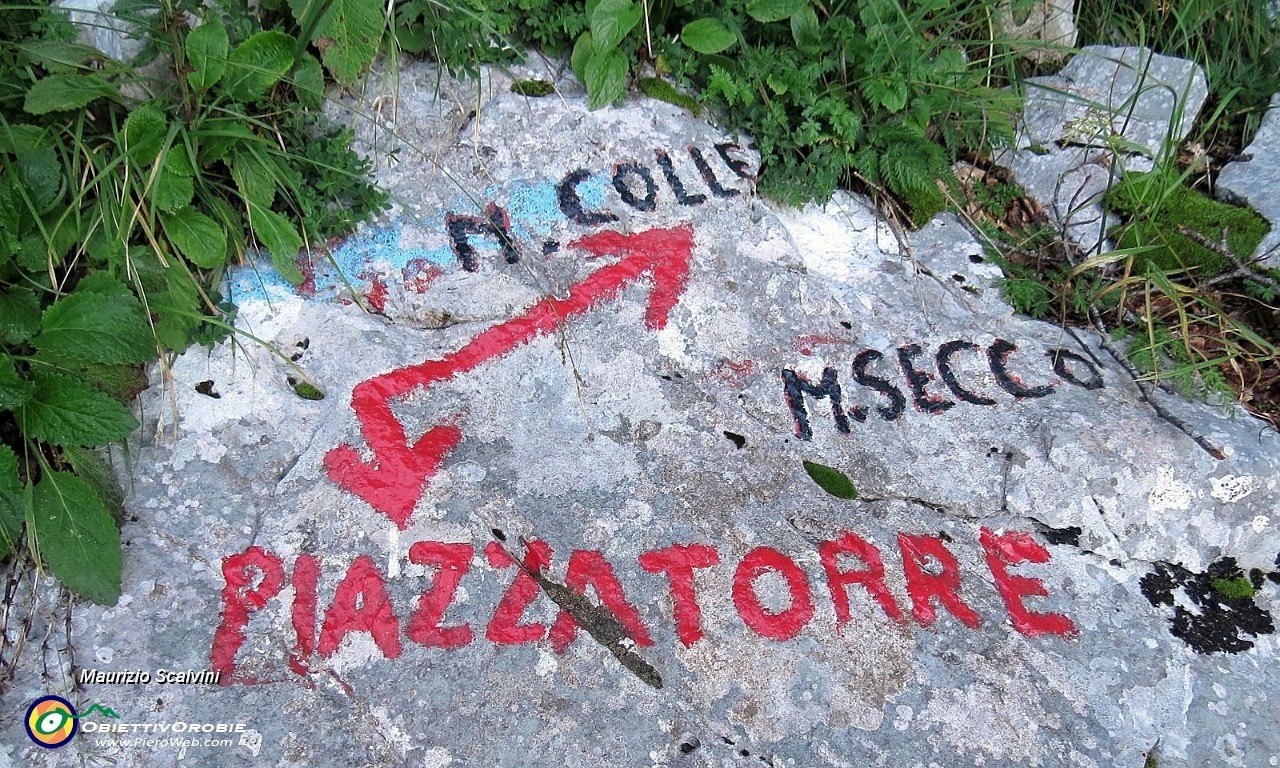 M. COLLE
M. SECCO
PIAZZATORRE
Maurizio Scalvini
OBIETTIVOROBIE
www.PieroWeb.com